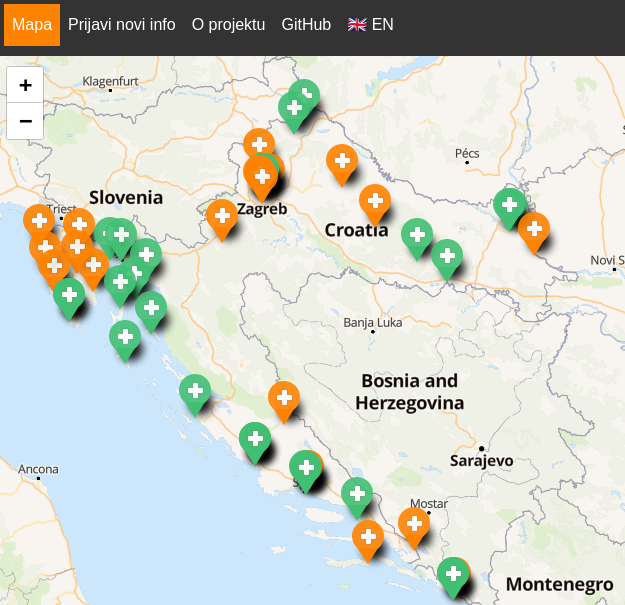 Mapa Prijavi novi info O projektu GitHub 🇬🇧 EN
+
−
Klagenfurt
Pécs
Slovenia
Trieste
Zagreb
Croatia
Novi S
Banja Luka
Bosnia and
Herzegovina
Sarajevo
Ancona
Mostar
Montenegro